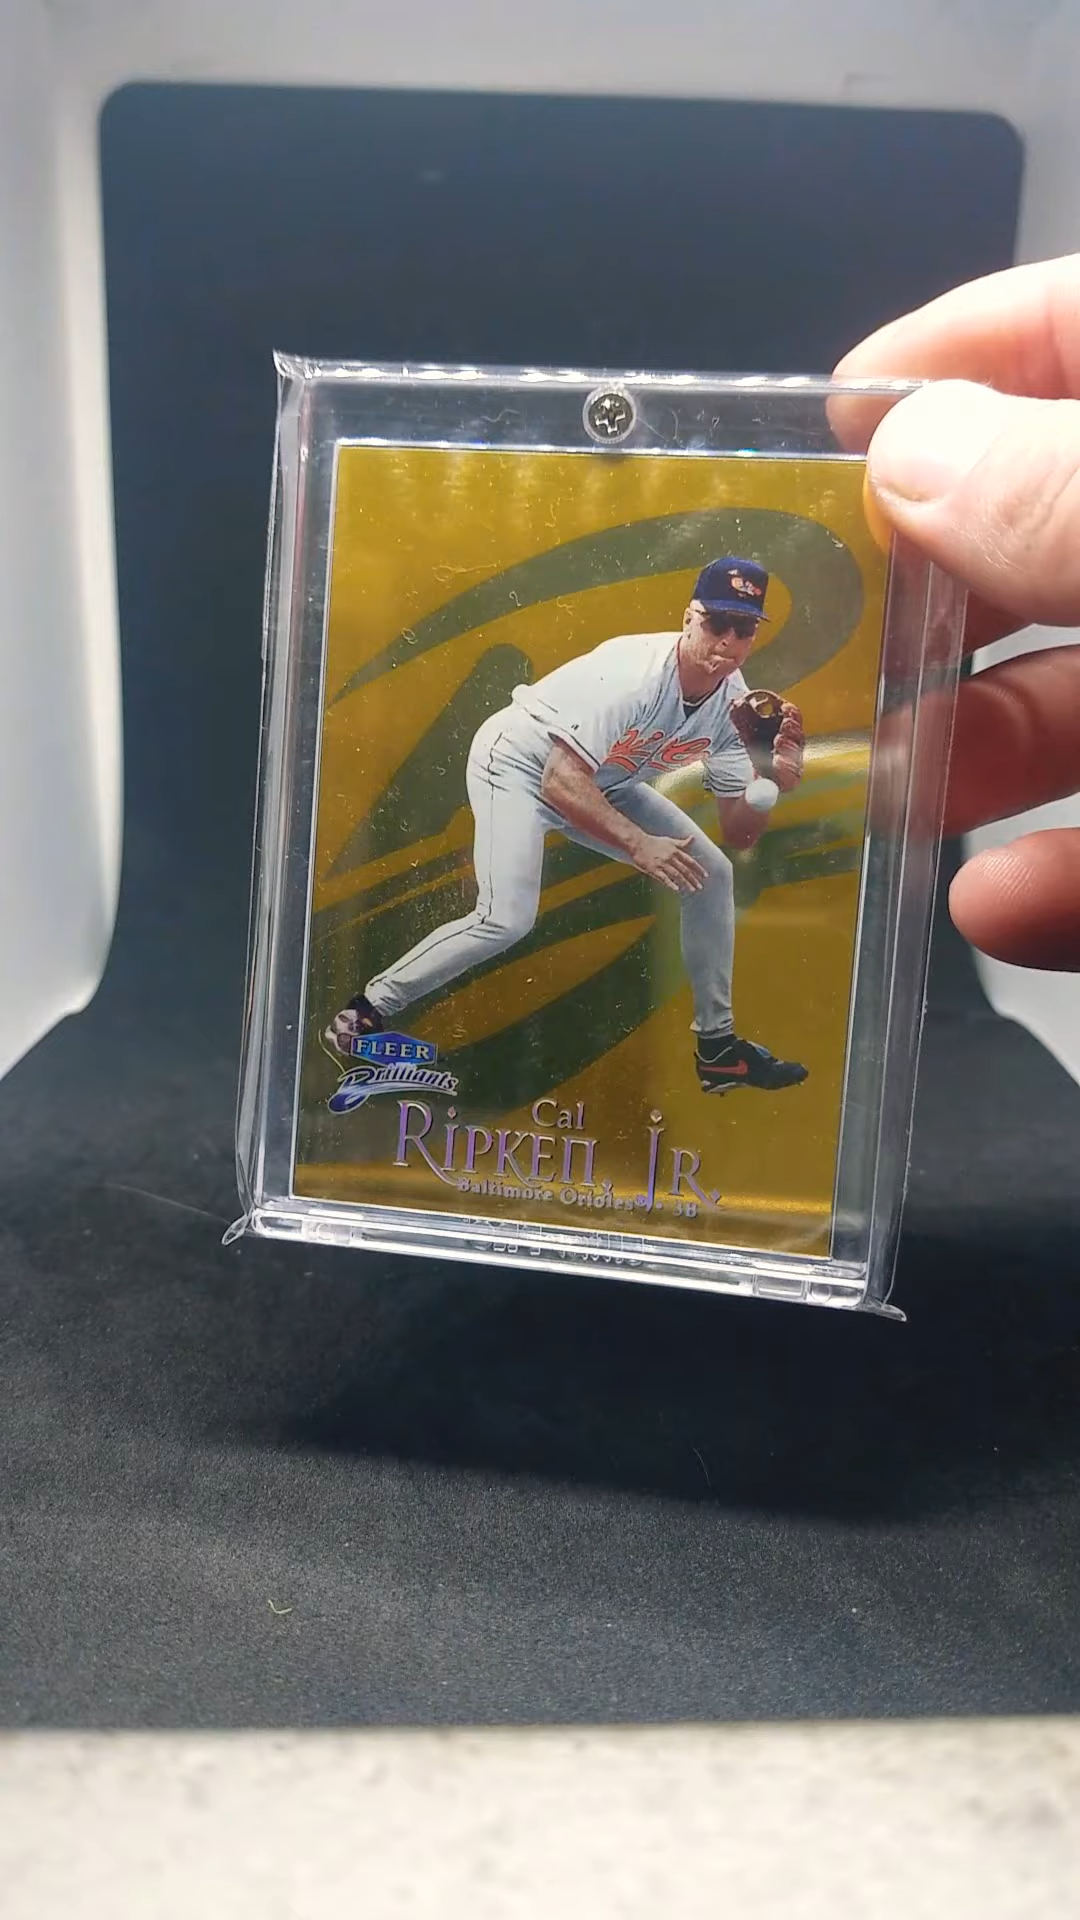 FLEER
Brilliants
Cal
RIPKEN, JR.
Baltimore Orioles 3B